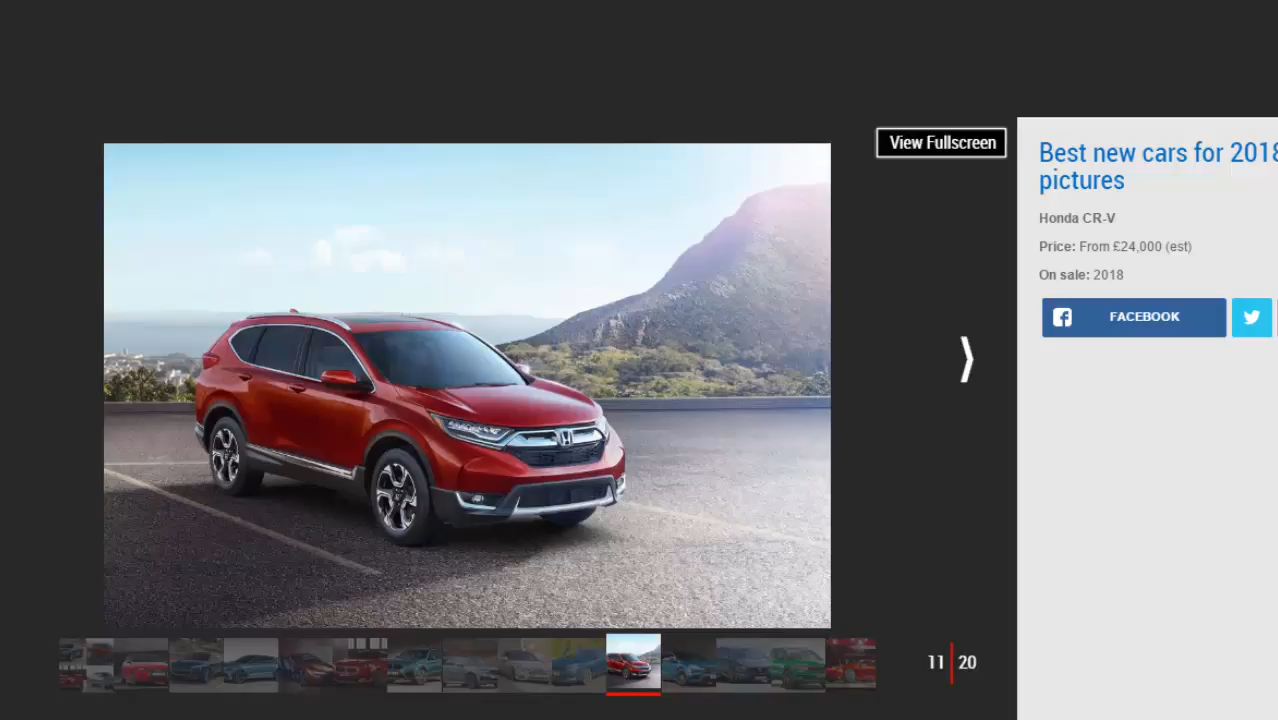 View Fullscreen
Best new cars for 2018
pictures
Honda CR-V
Price: From £24,000 (est)
On sale: 2018
FACEBOOK
11 20